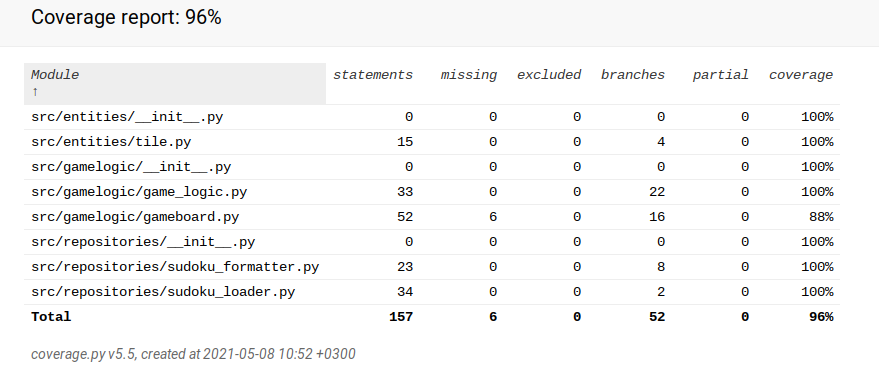 Coverage report: 96%
Module statements missing excluded branches partial coverage
↑
src/entities/__init__.py 0 0 0 0 0 100%
src/entities/tile.py 15 0 0 4 0 100%
src/gamelogic/__init__.py 0 0 0 0 0 100%
src/gamelogic/game_logic.py 33 0 0 22 0 100%
src/gamelogic/gameboard.py 52 6 0 16 0 88%
src/repositories/__init__.py 0 0 0 0 0 100%
src/repositories/sudoku_formatter.py 23 0 0 8 0 100%
src/repositories/sudoku_loader.py 34 0 0 2 0 100%
Total 157 6 0 52 0 96%
coverage.py v5.5, created at 2021-05-08 10:52 +0300